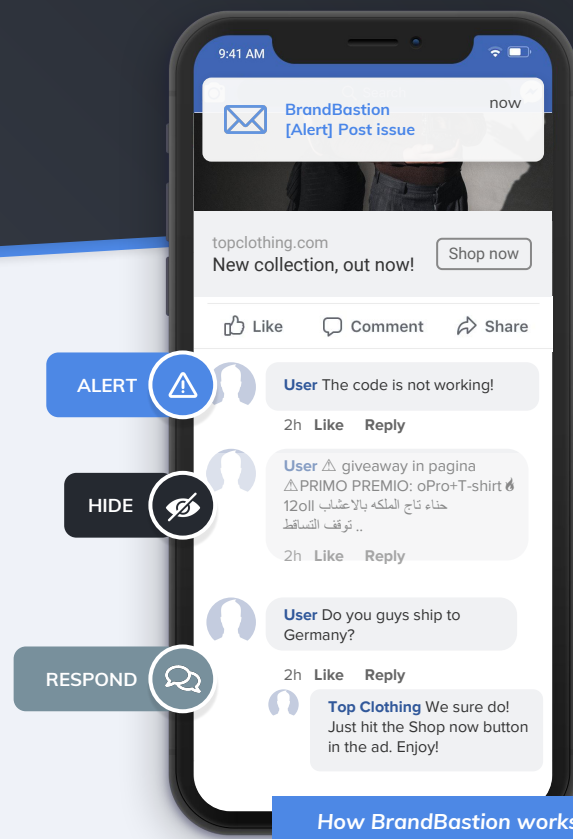 9:41 AM
BrandBastion
now
[Alert] Post issue
topclothing.com
New collection, out now!
Shop now
Like
Comment
Share
ALERT
User The code is not working!
2h Like Reply
HIDE
User ⚠ giveaway in pagina
⚠PRIMO PREMIO: oPro+T-shirt
حناء تاج الملكه بالاعشاب 12oll
توقف التساقط ..
2h Like Reply
User Do you guys ship to
Germany?
2h Like Reply
RESPOND
Top Clothing We sure do!
Just hit the Shop now button
in the ad. Enjoy!
How BrandBastion works